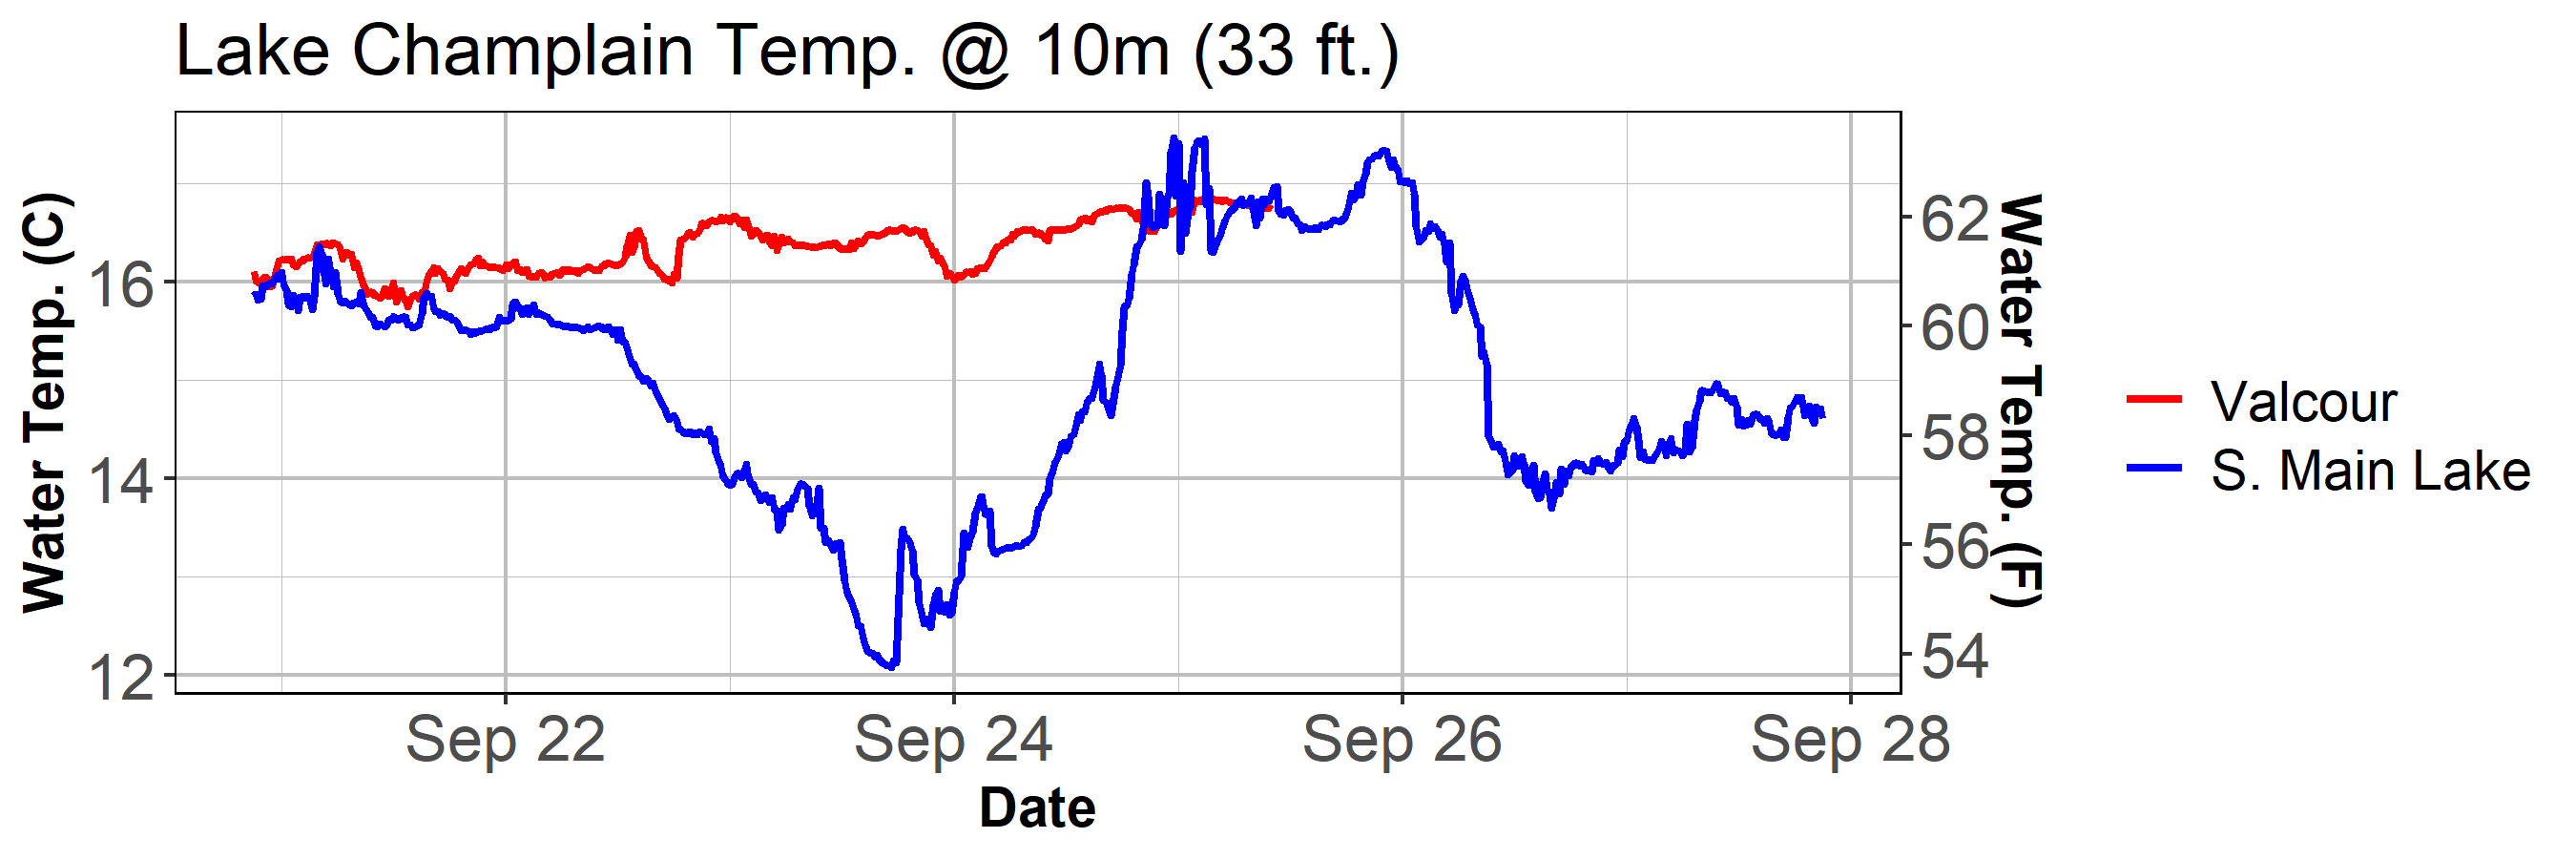 Lake Champlain Temp. @ 10m (33 ft.)
Water Temp. (C)
16
14
12
62
60
58
56
54
Water Temp. (F)
Sep 22
Sep 24
Sep 26
Sep 28
Date
Valcour
S. Main Lake